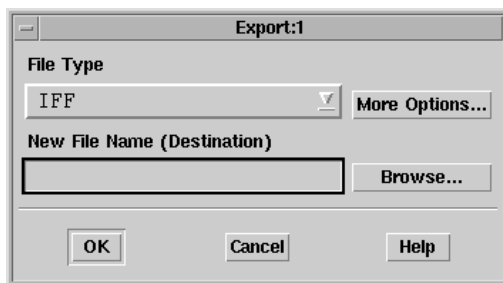 Export:1
File Type
IFF
More Options...
New File Name (Destination)
Browse...
OK Cancel Help